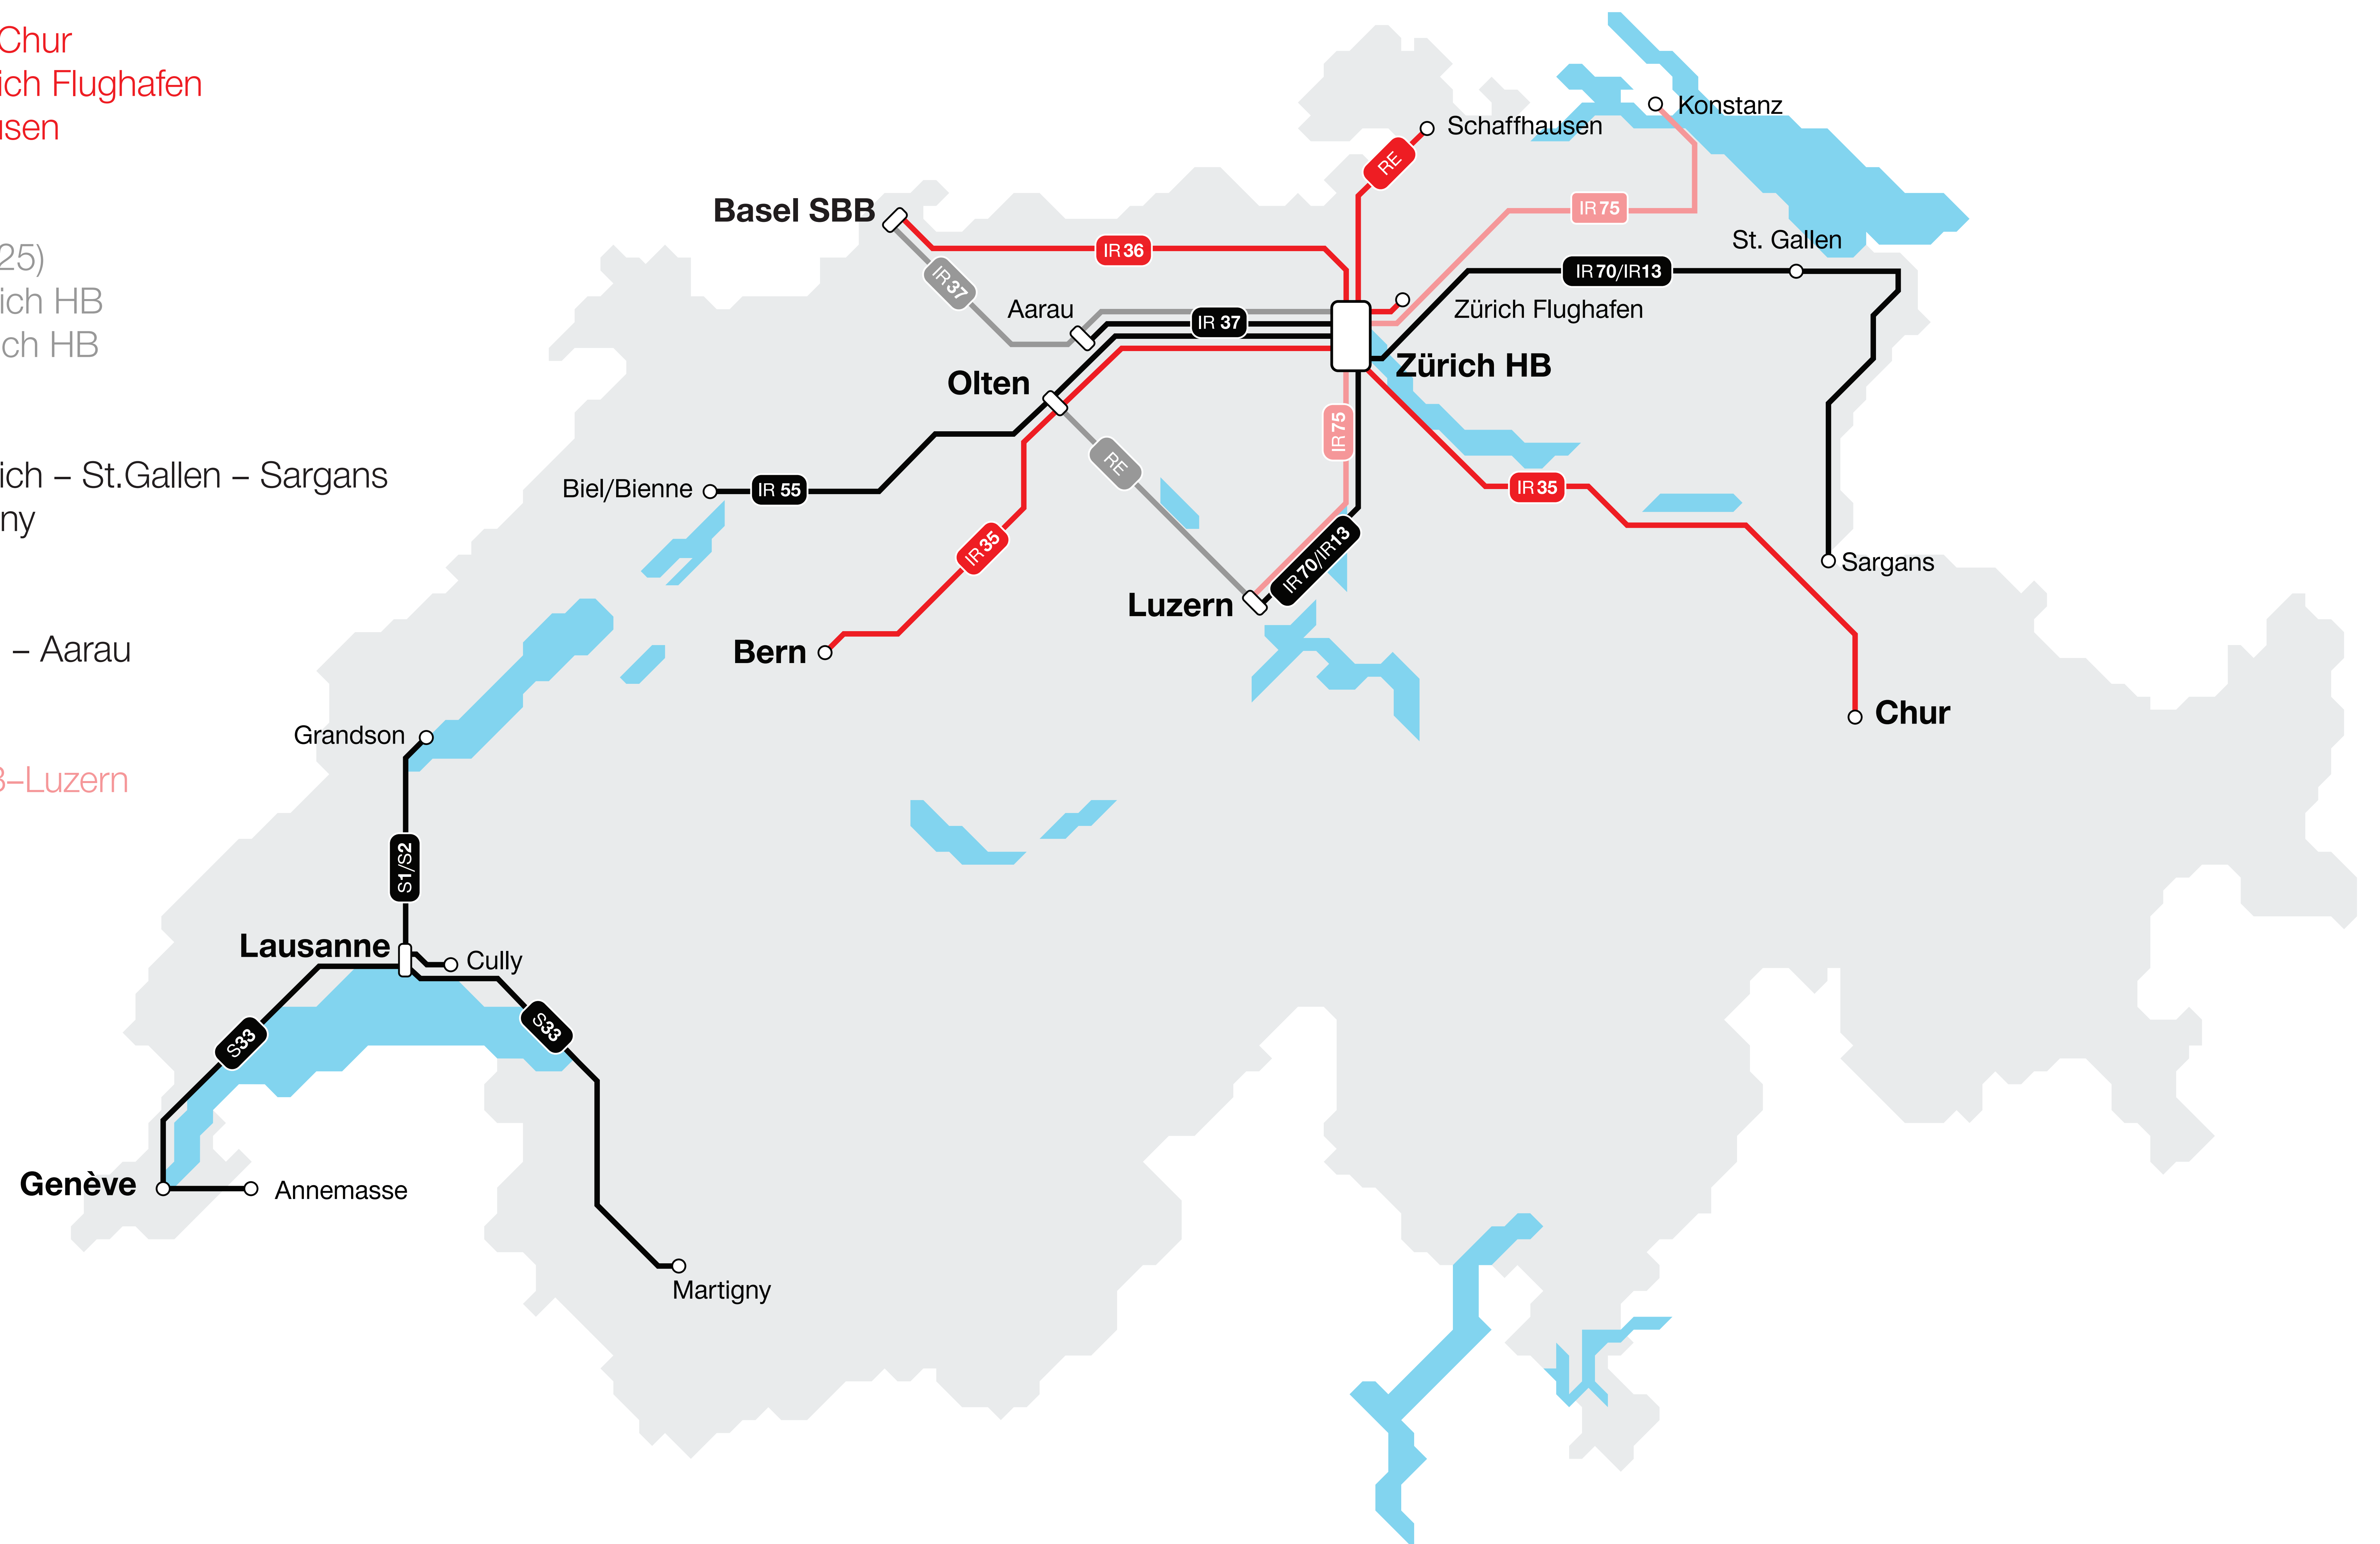 Chur
ich Flughafen
usen
25)
ich HB
ch HB
ich – St.Gallen – Sargans
ny
– Aarau
–Luzern
Konstanz
Schaffhausen
RE
Basel SBB
IR 75
St. Gallen
IR 36
IR 37
IR 70/IR13
Aarau
Zürich Flughafen
IR 37
Zürich HB
Olten
IR 75
RE
Biel/Bienne
IR 55
IR 35
IR 35
IR 70/IR13
Sargans
Luzern
Bern
Chur
Grandson
S1/S2
Lausanne
Cully
S33
S33
Genève
Annemasse
Martigny